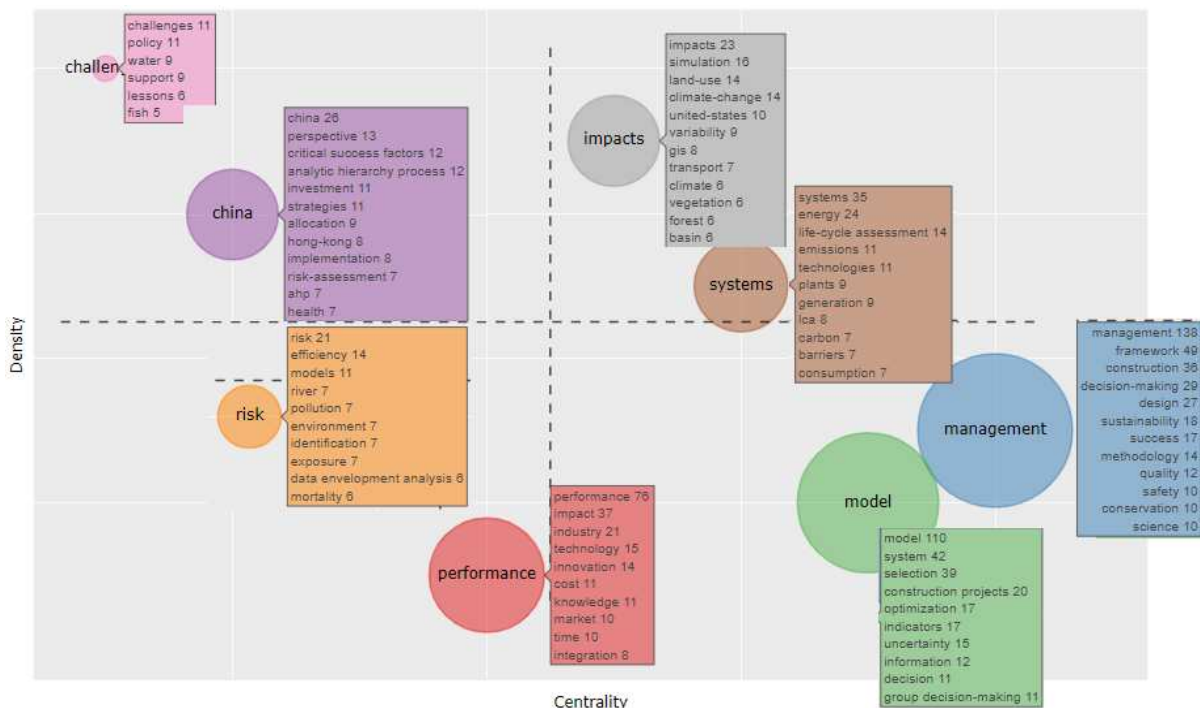 challenges 11
policy 11
water 9
support 9
lessons 6
fish 5
challen
china 26
perspective 13
critical success factors 12
analytic hierarchy process 12
investment 11
strategies 11
allocation 9
hong-kong 8
implementation 8
risk-assessment 7
ahp 7
health 7
china
impacts 23
simulation 16
land-use 14
climate-change 14
united-states 10
variability 9
gis 8
transport 7
climate 6
vegetation 6
forest 6
basin 6
impacts
systems 35
energy 24
life-cycle assessment 14
emissions 11
technologies 11
plants 9
generation 9
lca 8
carbon 7
barriers 7
consumption 7
systems
risk 21
efficiency 14
models 11
river 7
pollution 7
environment 7
identification 7
exposure 7
data envelopment analysis 6
mortality 6
risk
management 138
framework 49
construction 36
decision-making 29
design 27
sustainability 18
success 17
methodology 14
quality 12
safety 10
conservation 10
science 10
management
performance 76
impact 37
industry 21
technology 15
innovation 14
cost 11
knowledge 11
market 10
time 10
integration 8
performance
model
model 110
system 42
selection 39
construction projects 20
optimization 17
indicators 17
uncertainty 15
information 12
decision 11
group decision-making 11
Density
Centrality